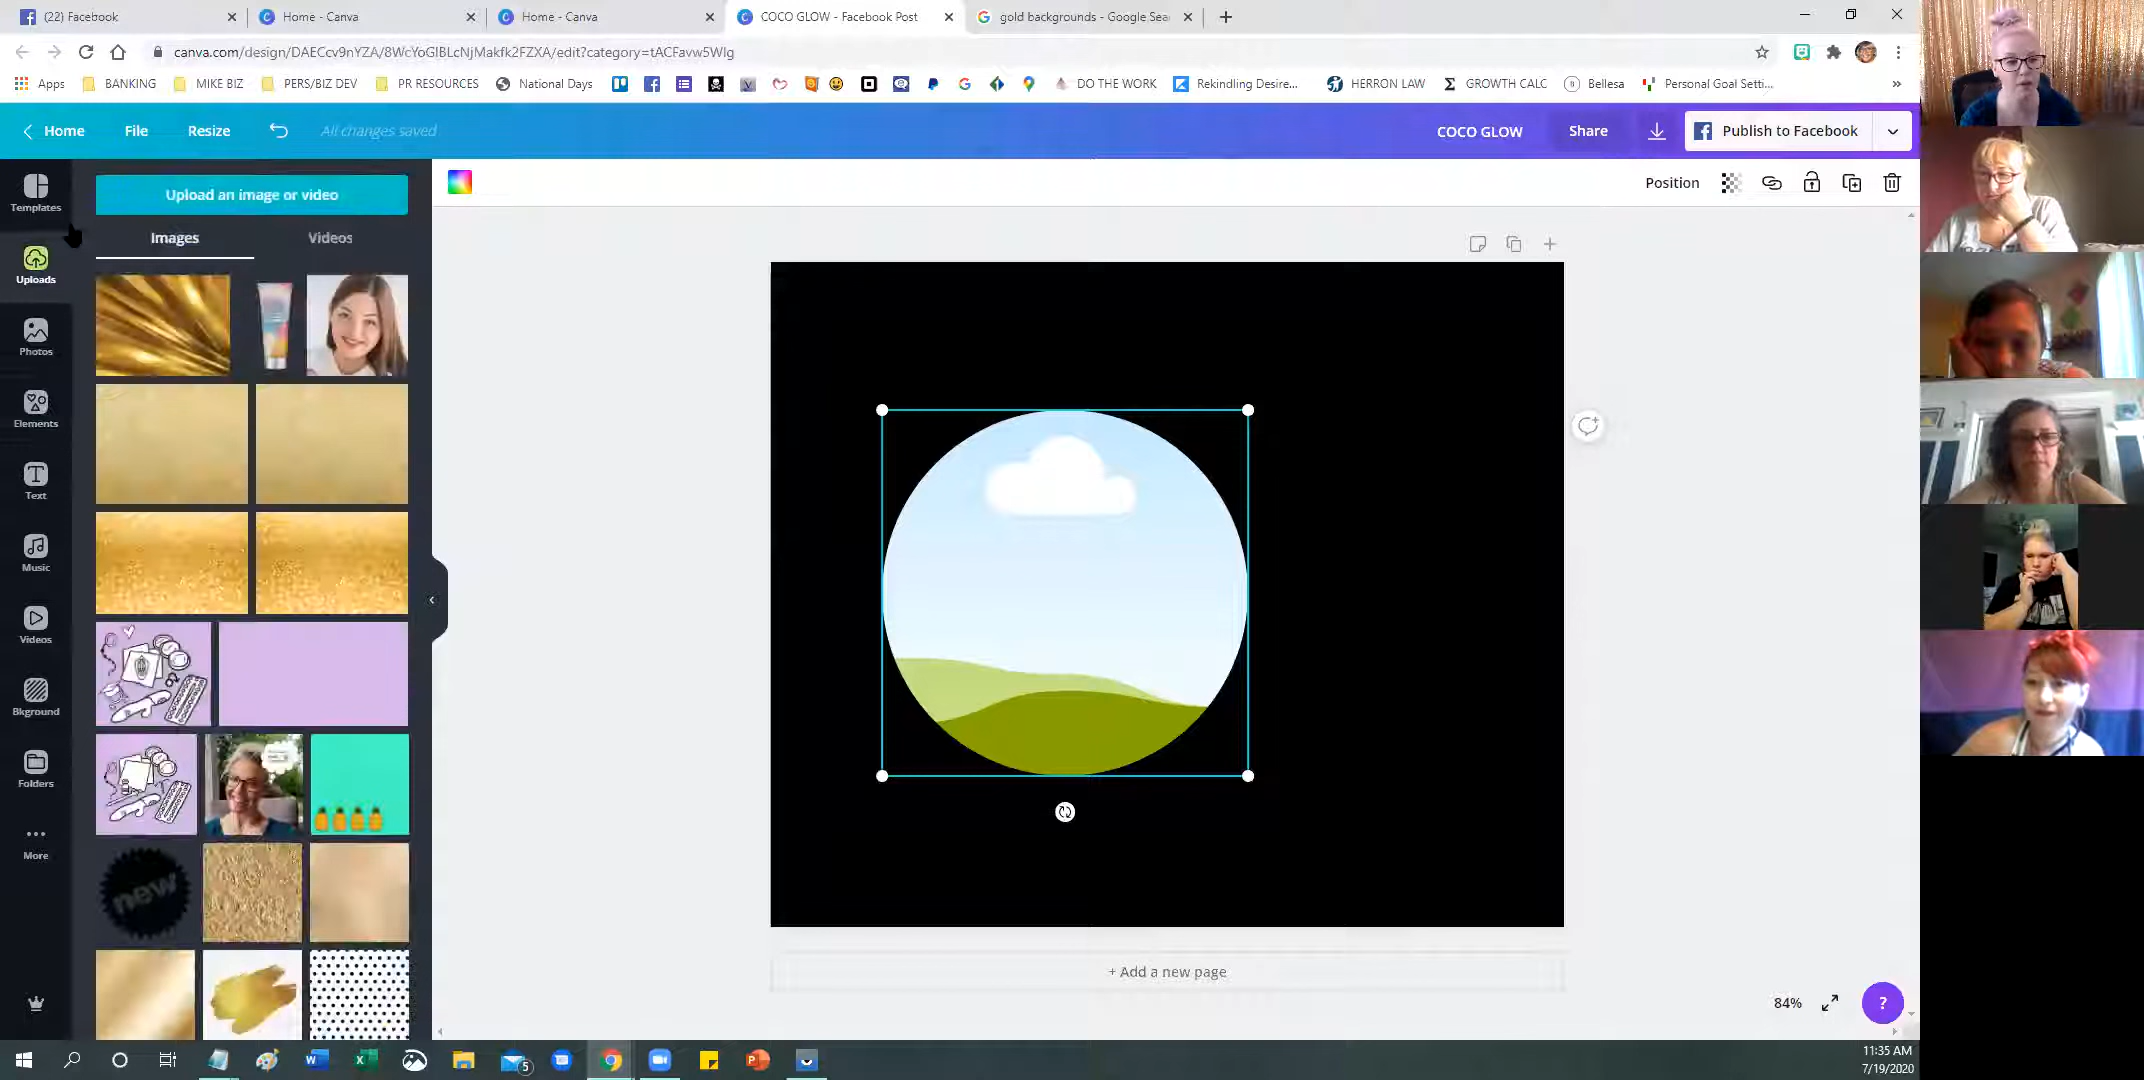 (22) Facebook
Home - Canva
Home - Canva
COCO GLOW - Facebook Post
gold backgrounds - Google Sea
canva.com/design/DAECcv9nYZA/8WcYoGIBLcNjMakfk2FZXA/edit?category=tACFavw5WIg
Apps BANKING MIKE BIZ PERS/BIZ DEV PR RESOURCES National Days DO THE WORK Rekindling Desire... HERRON LAW GROWTH CALC Bellesa Personal Goal Setti... »
Home File Resize All changes saved COCO GLOW Share Publish to Facebook
Templates
Uploads
Photos
Elements
Text
Music
Videos
Bkground
Folders
More
Upload an image or video
Images Videos
new
Position
+ Add a new page
84% ?
5
11:35 AM
7/19/2020